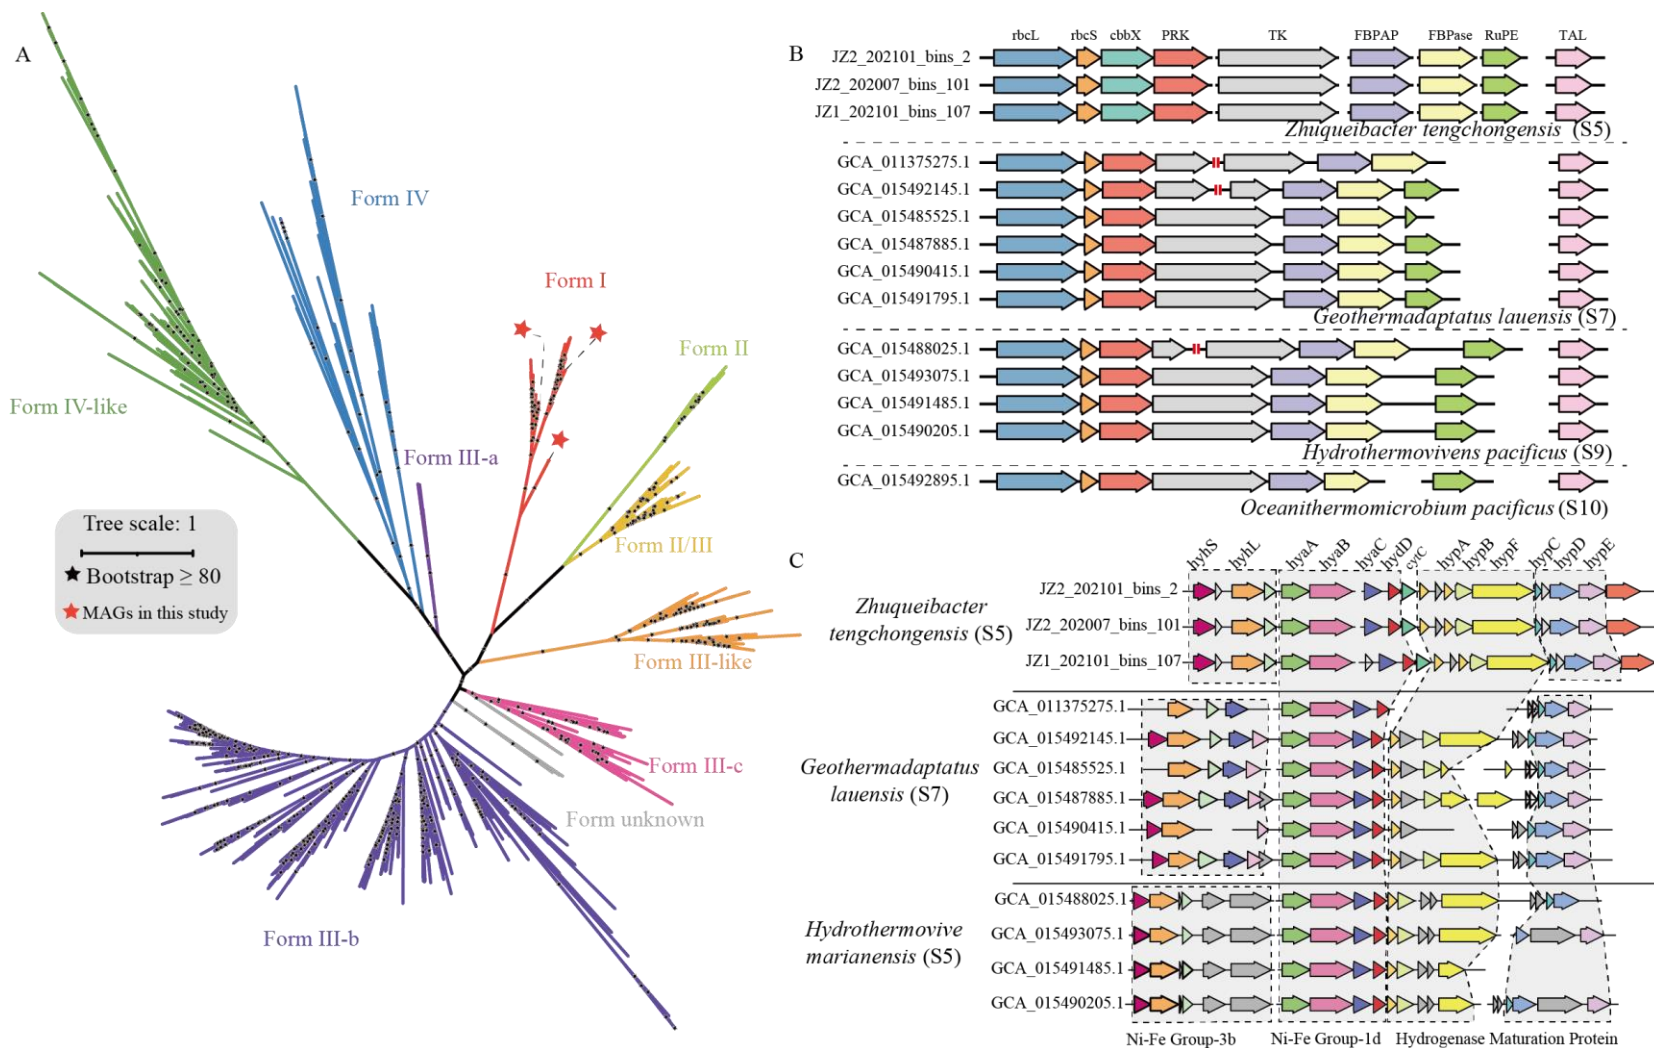 A
Form IV
Form I
Form II
Form IV-like
Form III-a
Form II/III
Tree scale: 1
Bootstrap ≥ 80
MAGs in this study
Form III-like
Form III-c
Form unknown
Form III-b
B
rbcL rbcS cbbX PRK TK FBPAP FBPase RuPE TAL
JZ2_202101_bins_2
JZ2_202007_bins_101
JZ1_202101_bins_107
Zhuqueibacter tengchongensis (S5)
GCA_011375275.1
GCA_015492145.1
GCA_015485525.1
GCA_015487885.1
GCA_015490415.1
GCA_015491795.1
Geothermadaptatus lauensis (S7)
GCA_015488025.1
GCA_015493075.1
GCA_015491485.1
GCA_015490205.1
Hydrothermovivens pacificus (S9)
GCA_015492895.1
Oceanithermomicrobium pacificus (S10)
C
hyhS hyhL hyaA hyaB hyaC hydD cytC hypA hypB hypF hypC hypD hypE
Zhuqueibacter
tengchongensis (S5)
JZ2_202101_bins_2
JZ2_202007_bins_101
JZ1_202101_bins_107
Geothermadaptatus
lauensis (S7)
GCA_011375275.1
GCA_015492145.1
GCA_015485525.1
GCA_015487885.1
GCA_015490415.1
GCA_015491795.1
Hydrothermovive
marianensis (S5)
GCA_015488025.1
GCA_015493075.1
GCA_015491485.1
GCA_015490205.1
Ni-Fe Group-3b Ni-Fe Group-1d Hydrogenase Maturation Protein